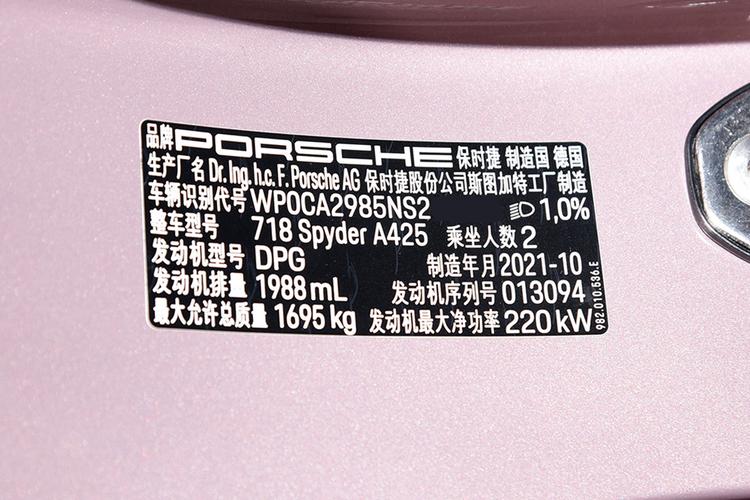 品牌 PORSCHE 保时捷 制造国 德国
生产厂名 Dr. Ing. h.c. F. Porsche AG 保时捷股份公司斯图加特工厂制造
车辆识别代号 WP0CA2985NS2 1,0%
整车型号 718 Spyder A425 乘坐人数 2
发动机型号 DPG 制造年月 2021-10
发动机排量 1988 mL 发动机序列号 013094
最大允许总质量 1695 kg 发动机最大净功率 220 kW
982.010.536.E